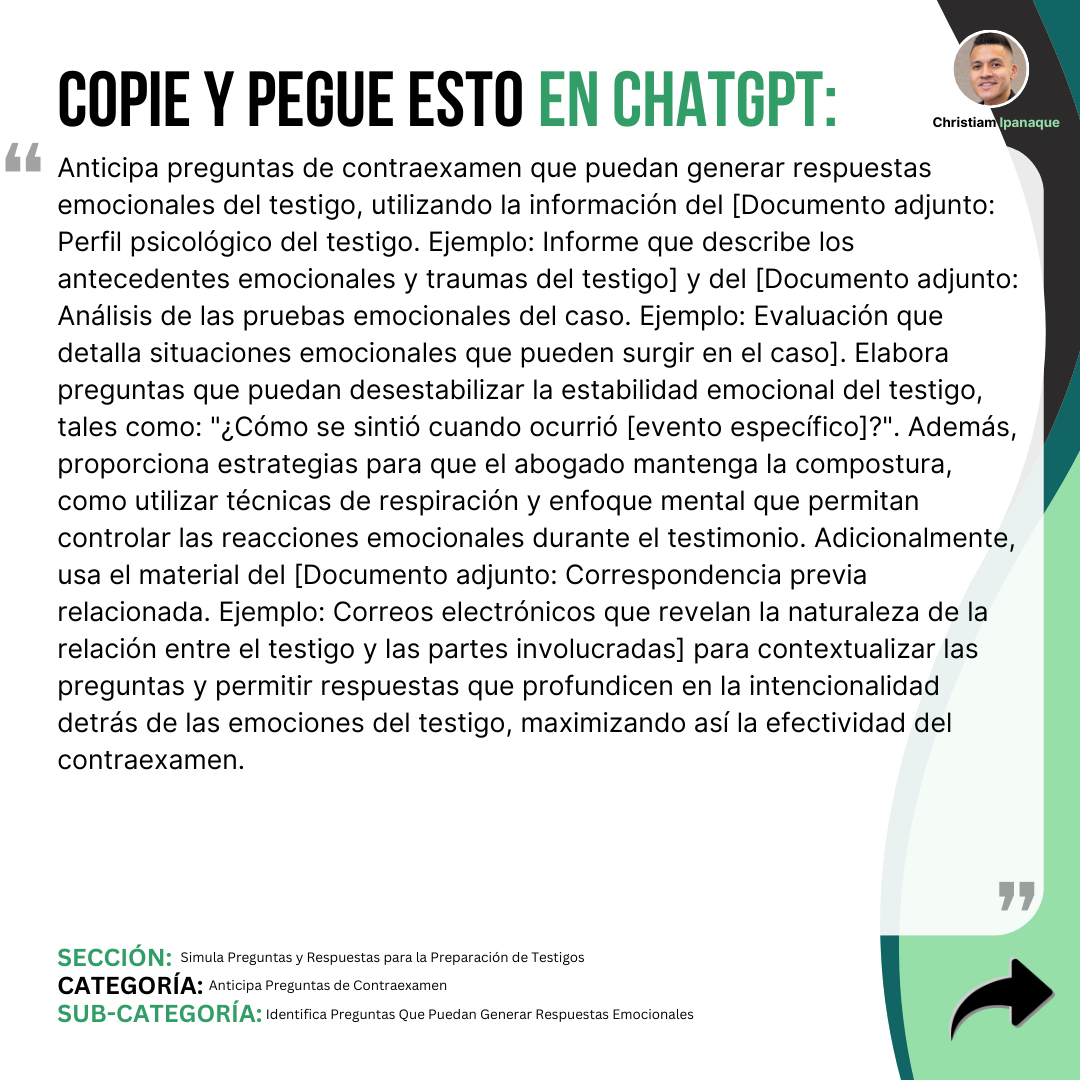 COPIE Y PEGUE ESTO EN CHATGPT:
Christiam Ipanaque
“
Anticipa preguntas de contraexamen que puedan generar respuestas
emocionales del testigo, utilizando la información del [Documento adjunto:
Perfil psicológico del testigo. Ejemplo: Informe que describe los
antecedentes emocionales y traumas del testigo] y del [Documento adjunto:
Análisis de las pruebas emocionales del caso. Ejemplo: Evaluación que
detalla situaciones emocionales que pueden surgir en el caso]. Elabora
preguntas que puedan desestabilizar la estabilidad emocional del testigo,
tales como: "¿Cómo se sintió cuando ocurrió [evento específico]?". Además,
proporciona estrategias para que el abogado mantenga la compostura,
como utilizar técnicas de respiración y enfoque mental que permitan
controlar las reacciones emocionales durante el testimonio. Adicionalmente,
usa el material del [Documento adjunto: Correspondencia previa
relacionada. Ejemplo: Correos electrónicos que revelan la naturaleza de la
relación entre el testigo y las partes involucradas] para contextualizar las
preguntas y permitir respuestas que profundicen en la intencionalidad
detrás de las emociones del testigo, maximizando así la efectividad del
contraexamen.
”
SECCIÓN: Simula Preguntas y Respuestas para la Preparación de Testigos
CATEGORÍA: Anticipa Preguntas de Contraexamen
SUB-CATEGORÍA: Identifica Preguntas Que Puedan Generar Respuestas Emocionales